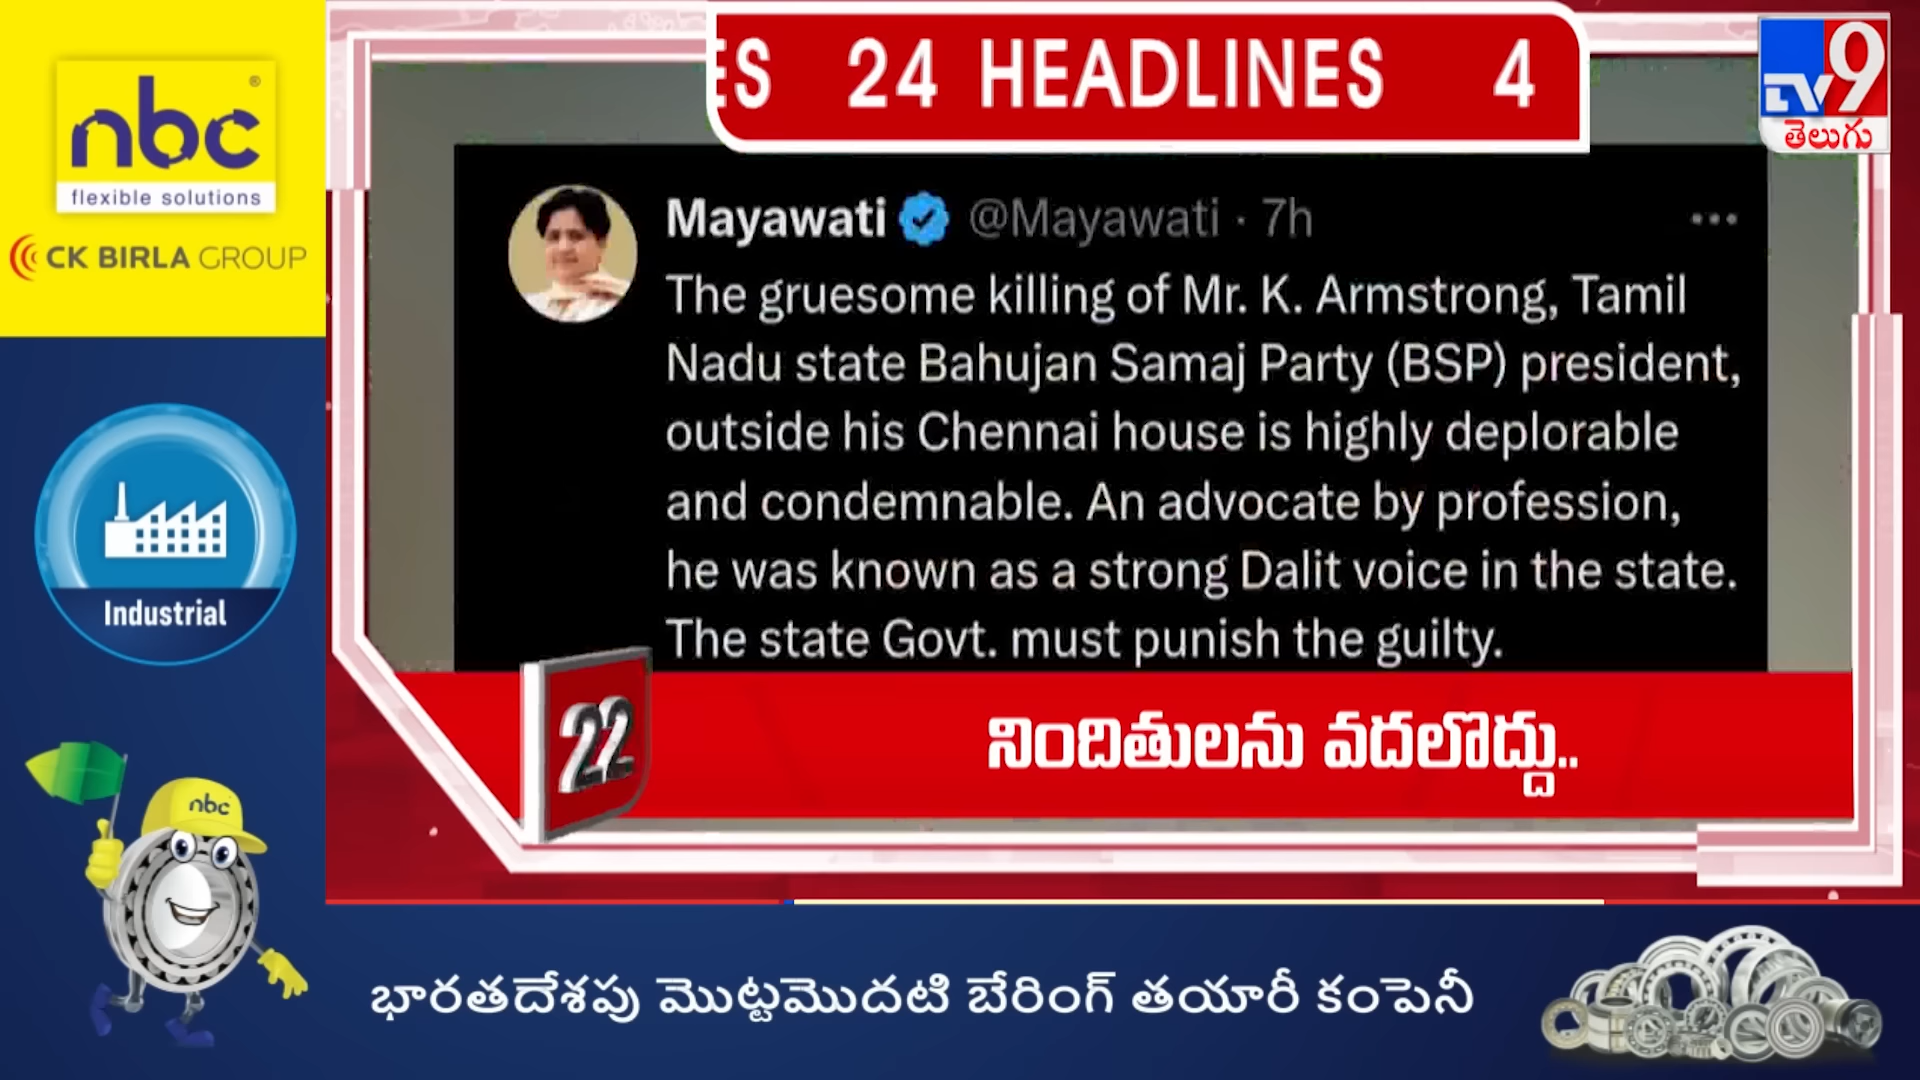 nbc
®
flexible solutions
CK BIRLA GROUP
Industrial
nbc
ES 24 HEADLINES 4
TV9
తెలుగు
Mayawati @Mayawati · 7h
The gruesome killing of Mr. K. Armstrong, Tamil
Nadu state Bahujan Samaj Party (BSP) president,
outside his Chennai house is highly deplorable
and condemnable. An advocate by profession,
he was known as a strong Dalit voice in the state.
The state Govt. must punish the guilty.
22
నిందితులను వదలొద్దు..
భారతదేశపు మొట్టమొదటి బేరింగ్ తయారీ కంపెనీ